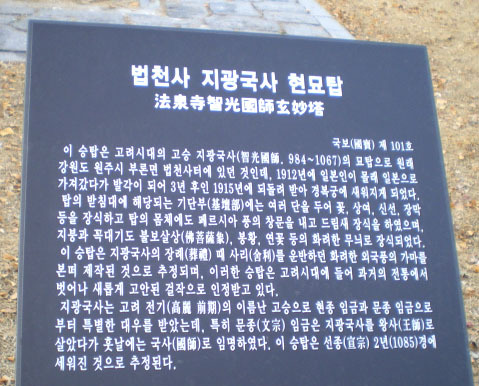 법천사 지광국사 현묘탑
法泉寺智光國師玄妙塔
국보(國寶) 제 101호
이 승탑은 고려시대의 고승 지광국사(智光國師, 984~1067)의 묘탑으로 원래
강원도 원주시 부론면 법천사터에 있던 것인데, 1912년에 일본인이 몰래 일본으로
가져갔다가 발각이 되어 3년 후인 1915년에 되돌려 받아 경복궁에 세워지게 되었다.
탑의 받침대에 해당되는 기단부(基壇部)에는 여러 단을 두어 꽃, 상여, 신선, 장막
등을 장식하고 탑의 몸체에도 페르시아 풍의 창문을 내고 드림새 장식을 하였으며,
지붕과 꼭대기도 불보살상(佛菩薩象), 봉황, 연꽃 등의 화려한 무늬로 장식되었다.
이 승탑은 지광국사의 장례(葬禮) 때 사리(舍利)를 운반하던 화려한 외국풍의 가마를
본떠 제작된 것으로 추정되며, 이러한 승탑은 고려시대에 들어 과거의 전통에서
벗어나 새롭게 고안된 걸작으로 인정받고 있다.
지광국사는 고려 전기(高麗 前期)의 이름난 고승으로 현종 임금과 문종 임금으로
부터 특별한 대우를 받았는데, 특히 문종(文宗) 임금은 지광국사를 왕사(王師)로
삼았다가 훗날에는 국사(國師)로 임명하였다. 이 승탑은 선종(宣宗) 2년(1085)경에
세워진 것으로 추정된다.